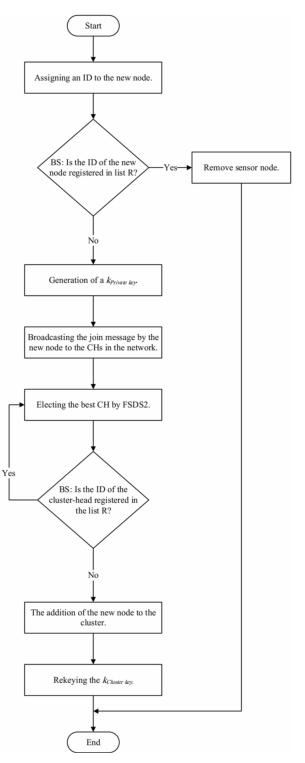 Start
Assigning an ID to the new node.
BS: Is the ID of the new
node registered in list R?
Yes
Remove sensor node.
No
Generation of a kPrivate key.
Broadcasting the join message by the
new node to the CHs in the network.
Electing the best CH by FSDS2.
Yes
BS: Is the ID of the
cluster-head registered in
the list R?
No
The addition of the new node to the
cluster.
Rekeying the kCluster key.
End